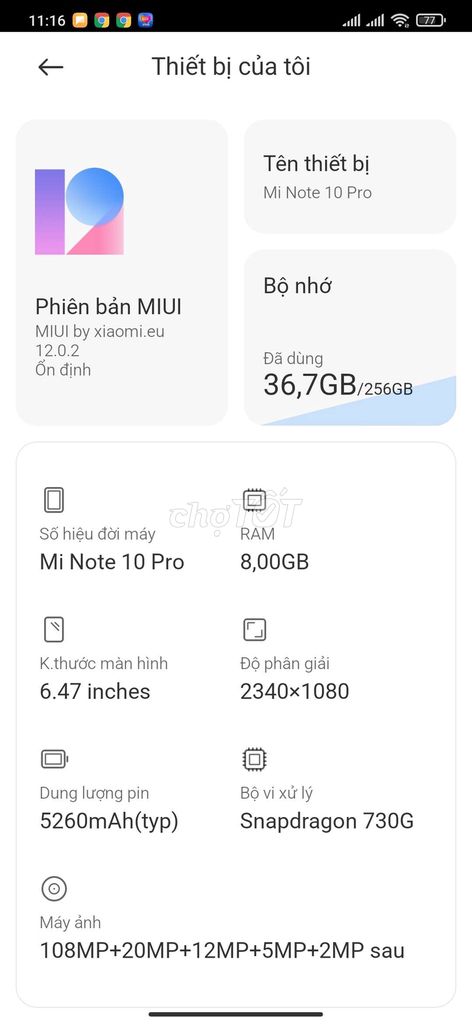 11:16
77
Thiết bị của tôi
Phiên bản MIUI
MIUI by xiaomi.eu
12.0.2
Ổn định
Tên thiết bị
Mi Note 10 Pro
Bộ nhớ
Đã dùng
36,7GB/256GB
chợTỐT
Số hiệu đời máy
Mi Note 10 Pro
RAM
8,00GB
K.thước màn hình
6.47 inches
Độ phân giải
2340×1080
Dung lượng pin
5260mAh(typ)
Bộ vi xử lý
Snapdragon 730G
Máy ảnh
108MP+20MP+12MP+5MP+2MP sau